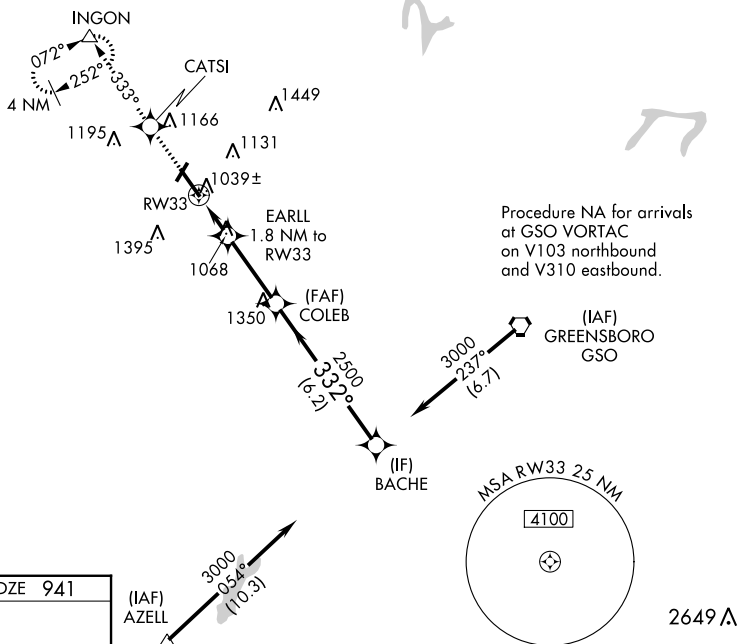 INGON
072°
252°
333°
4 NM
CATSI
1449
1166
1195
1131
1039±
RW33
EARLL
1.8 NM to
RW33
1395
1068
Procedure NA for arrivals
at GSO VORTAC
on V103 northbound
and V310 eastbound.
(FAF)
COLEB
1350
(IAF)
GREENSBORO
GSO
3000
237°
(6.7)
2500
332°
(6.2)
(IF)
BACHE
MSA RW33 25 NM
4100
3000
054°
(10.3)
DZE 941
(IAF)
AZELL
2649